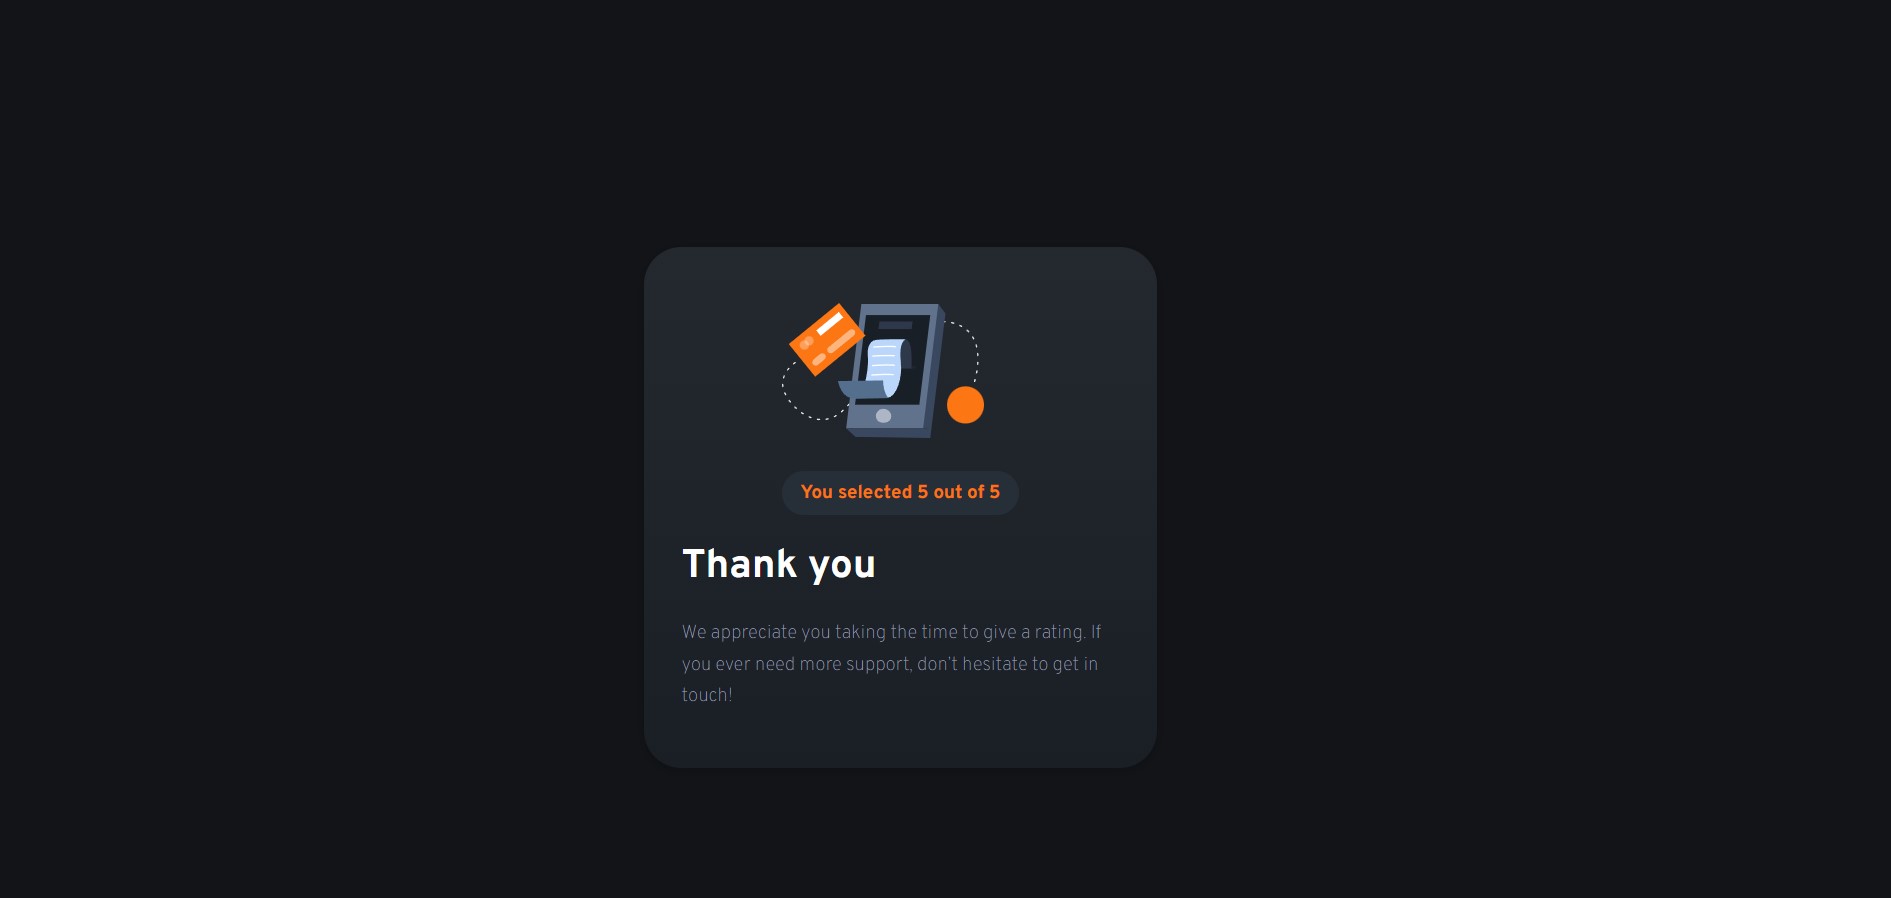 You selected 5 out of 5
Thank you
We appreciate you taking the time to give a rating. If
you ever need more support, don't hesitate to get in
touch!